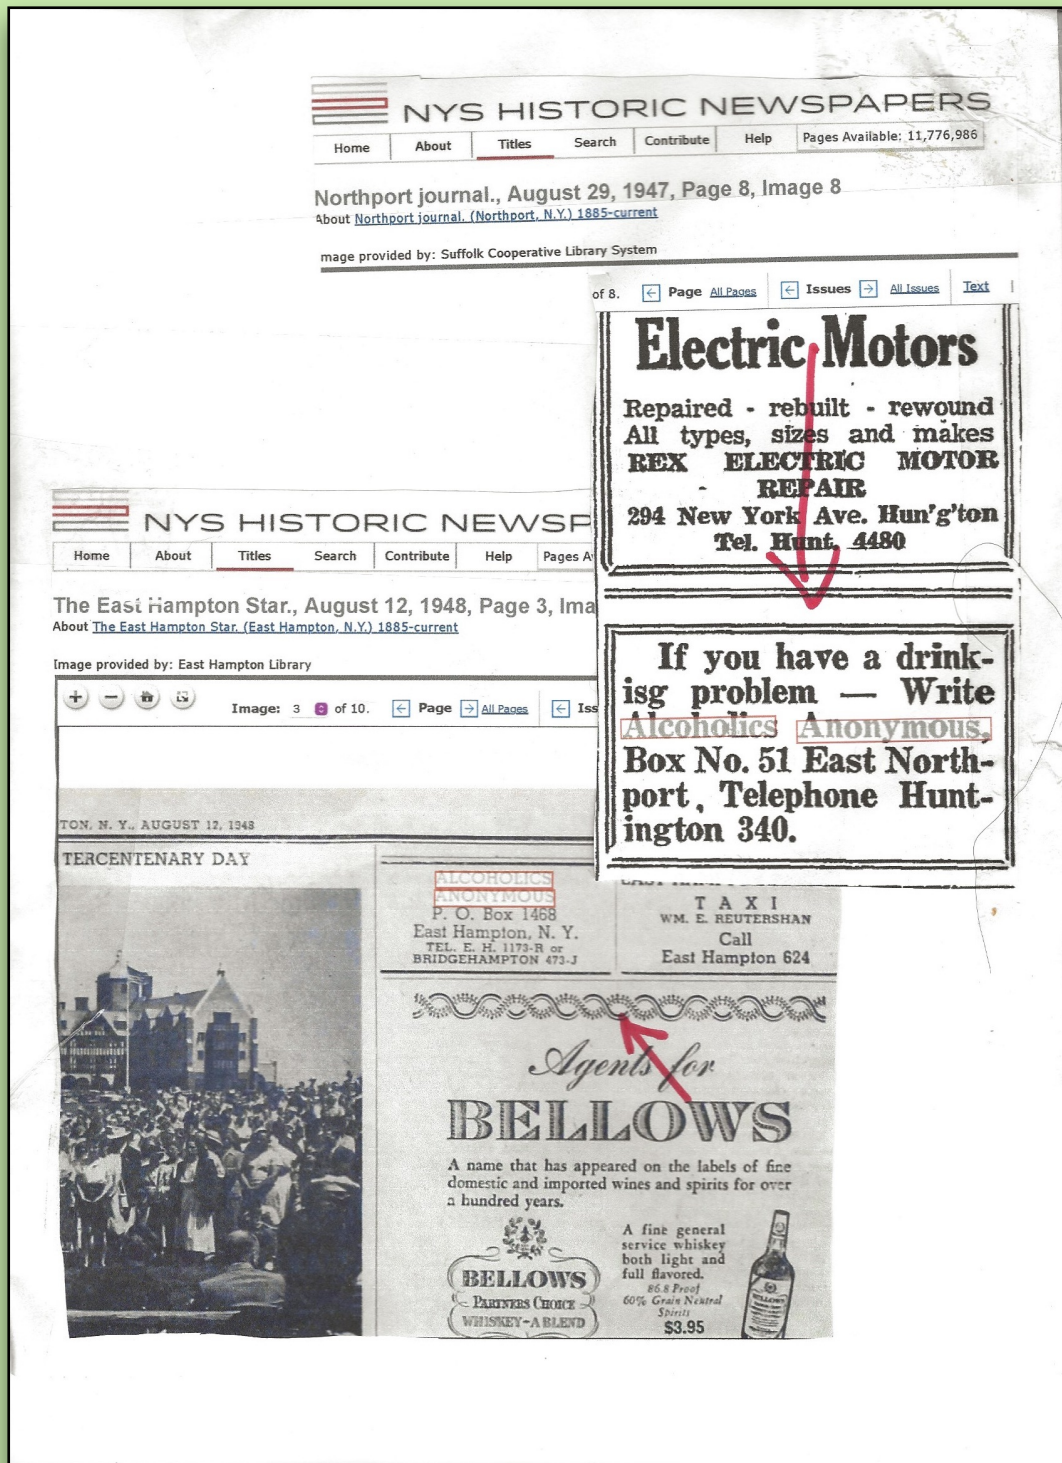 NYS HISTORIC NEWSPAPERS
Home About Titles Search Contribute Help Pages Available: 11,776,986
Northport journal., August 29, 1947, Page 8, Image 8
About Northport journal. (Northport, N.Y.) 1885-current
mage provided by: Suffolk Cooperative Library System
of 8. Page All Pages Issues All Issues Text
Electric Motors
Repaired - rebuilt - rewound
All types, sizes and makes
REX ELECTRIC MOTOR
REPAIR
294 New York Ave. Hun'g'ton
Tel. Hunt. 4480
If you have a drink-
isg problem — Write
Alcoholics Anonymous,
Box No. 51 East North-
port, Telephone Hunt-
ington 340.
NYS HISTORIC NEWSP
Home About Titles Search Contribute Help Pages A
The East Hampton Star., August 12, 1948, Page 3, Ima
About The East Hampton Star. (East Hampton, N.Y.) 1885-current
Image provided by: East Hampton Library
Image: 3 of 10. Page All Pages Iss
TON, N. Y., AUGUST 12, 1948
TERCENTENARY DAY
ALCOHOLICS
ANONYMOUS
P. O. Box 1468
East Hampton, N. Y.
TEL. E. H. 1173-R or
BRIDGEHAMPTON 473-J
TAXI
WM. E. REUTERSHAN
Call
East Hampton 624
Agents for
BELLOWS
A name that has appeared on the labels of fine
domestic and imported wines and spirits for over
a hundred years.
BELLOWS
PARTNERS CHOICE
WHISKEY-A BLEND
A fine general
service whiskey
both light and
full flavored.
86.8 Proof
60% Grain Neutral
Spirits
$3.95